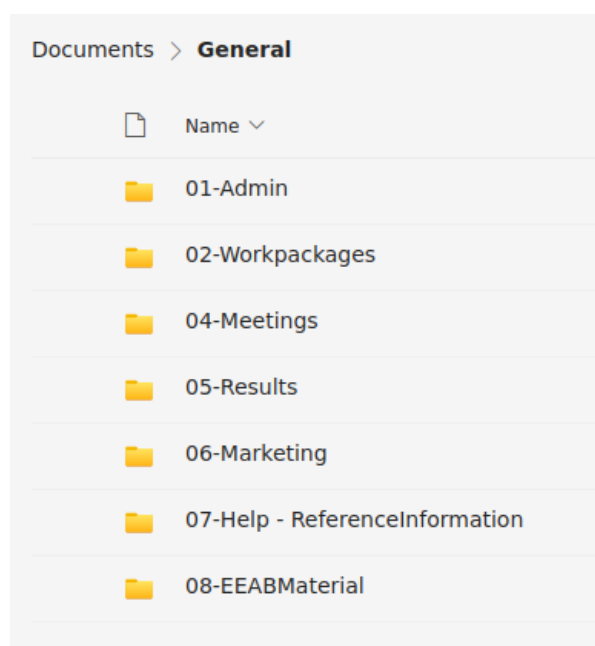 Documents > General
Name
01-Admin
02-Workpackages
04-Meetings
05-Results
06-Marketing
07-Help - ReferenceInformation
08-EEABMaterial